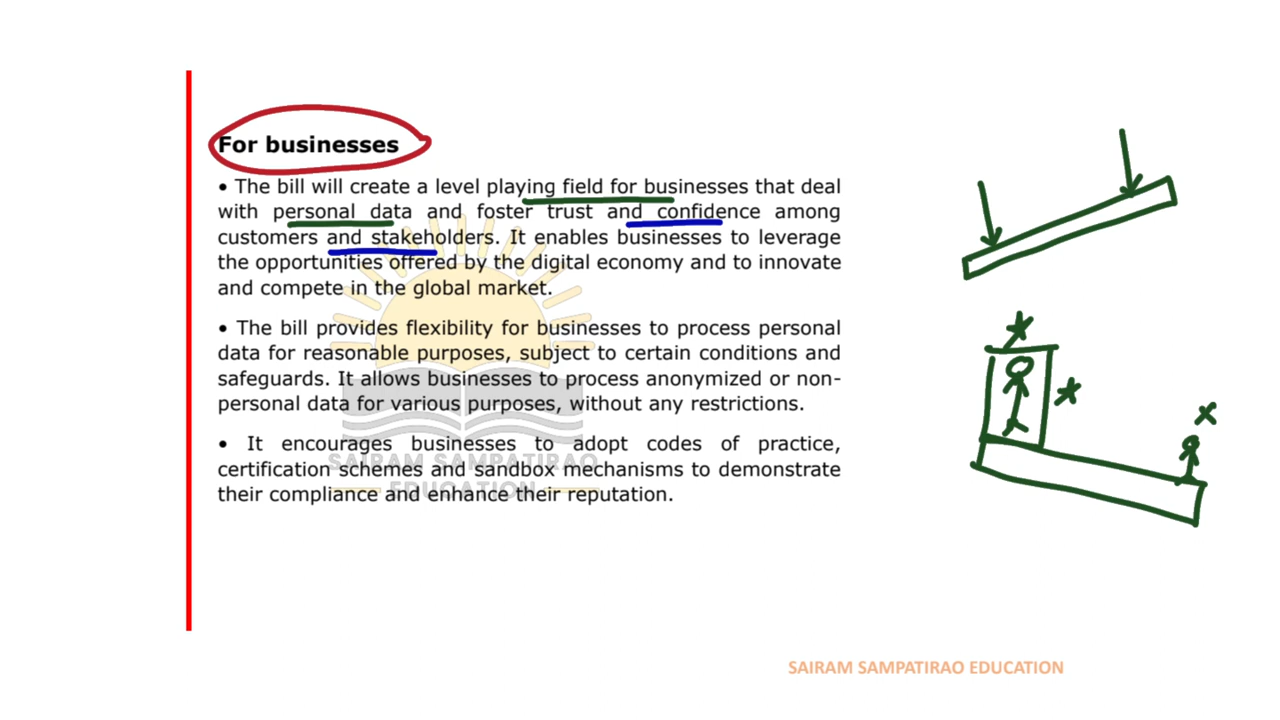 For businesses
• The bill will create a level playing field for businesses that deal
with personal data and foster trust and confidence among
customers and stakeholders. It enables businesses to leverage
the opportunities offered by the digital economy and to innovate
and compete in the global market.
• The bill provides flexibility for businesses to process personal
data for reasonable purposes, subject to certain conditions and
safeguards. It allows businesses to process anonymized or non-
personal data for various purposes, without any restrictions.
• It encourages businesses to adopt codes of practice,
certification schemes and sandbox mechanisms to demonstrate
their compliance and enhance their reputation.
SAIRAM SAMPATIRAO
EDUCATION
SAIRAM SAMPATIRAO EDUCATION